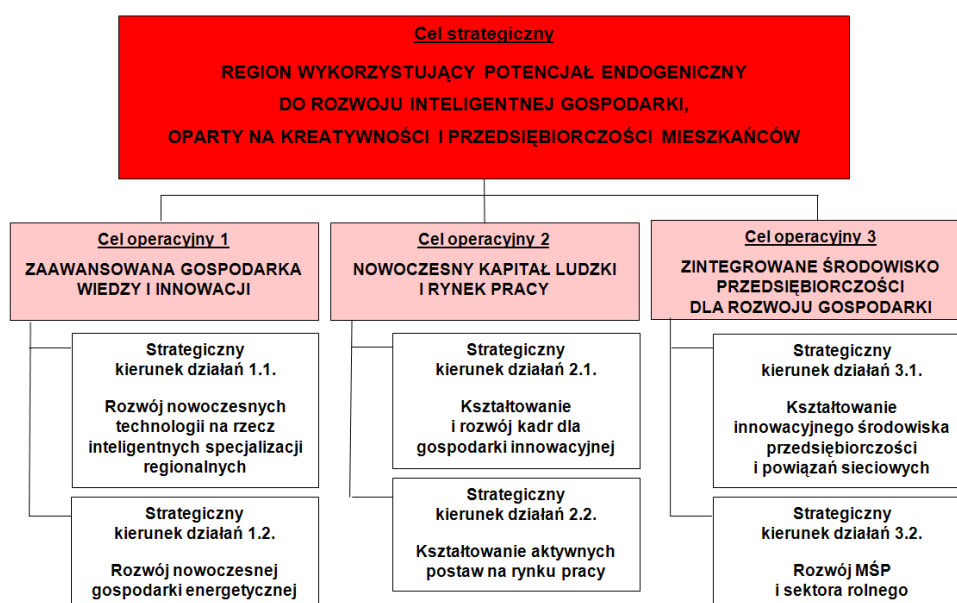 Cel strategiczny
REGION WYKORZYSTUJĄCY POTENCJAŁ ENDOGENICZNY
DO ROZWOJU INTELIGENTNEJ GOSPODARKI,
OPARTY NA KREATYWNOŚCI I PRZEDSIĘBIORCZOŚCI MIESZKAŃCÓW
Cel operacyjny 1
ZAAWANSOWANA GOSPODARKA
WIEDZY I INNOWACJI
Strategiczny
kierunek działań 1.1.
Rozwój nowoczesnych
technologii na rzecz
inteligentnych specjalizacji
regionalnych
Strategiczny
kierunek działań 1.2.
Rozwój nowoczesnej
gospodarki energetycznej
Cel operacyjny 2
NOWOCZESNY KAPITAŁ LUDZKI
I RYNEK PRACY
Strategiczny
kierunek działań 2.1.
Kształtowanie
i rozwój kadr dla
gospodarki innowacyjnej
Strategiczny
kierunek działań 2.2.
Kształtowanie aktywnych
postaw na rynku pracy
Cel operacyjny 3
ZINTEGROWANE ŚRODOWISKO
PRZEDSIĘBIORCZOŚCI
DLA ROZWOJU GOSPODARKI
Strategiczny
kierunek działań 3.1.
Kształtowanie
innowacyjnego środowiska
przedsiębiorczości
i powiązań sieciowych
Strategiczny
kierunek działań 3.2.
Rozwój MŚP
i sektora rolnego